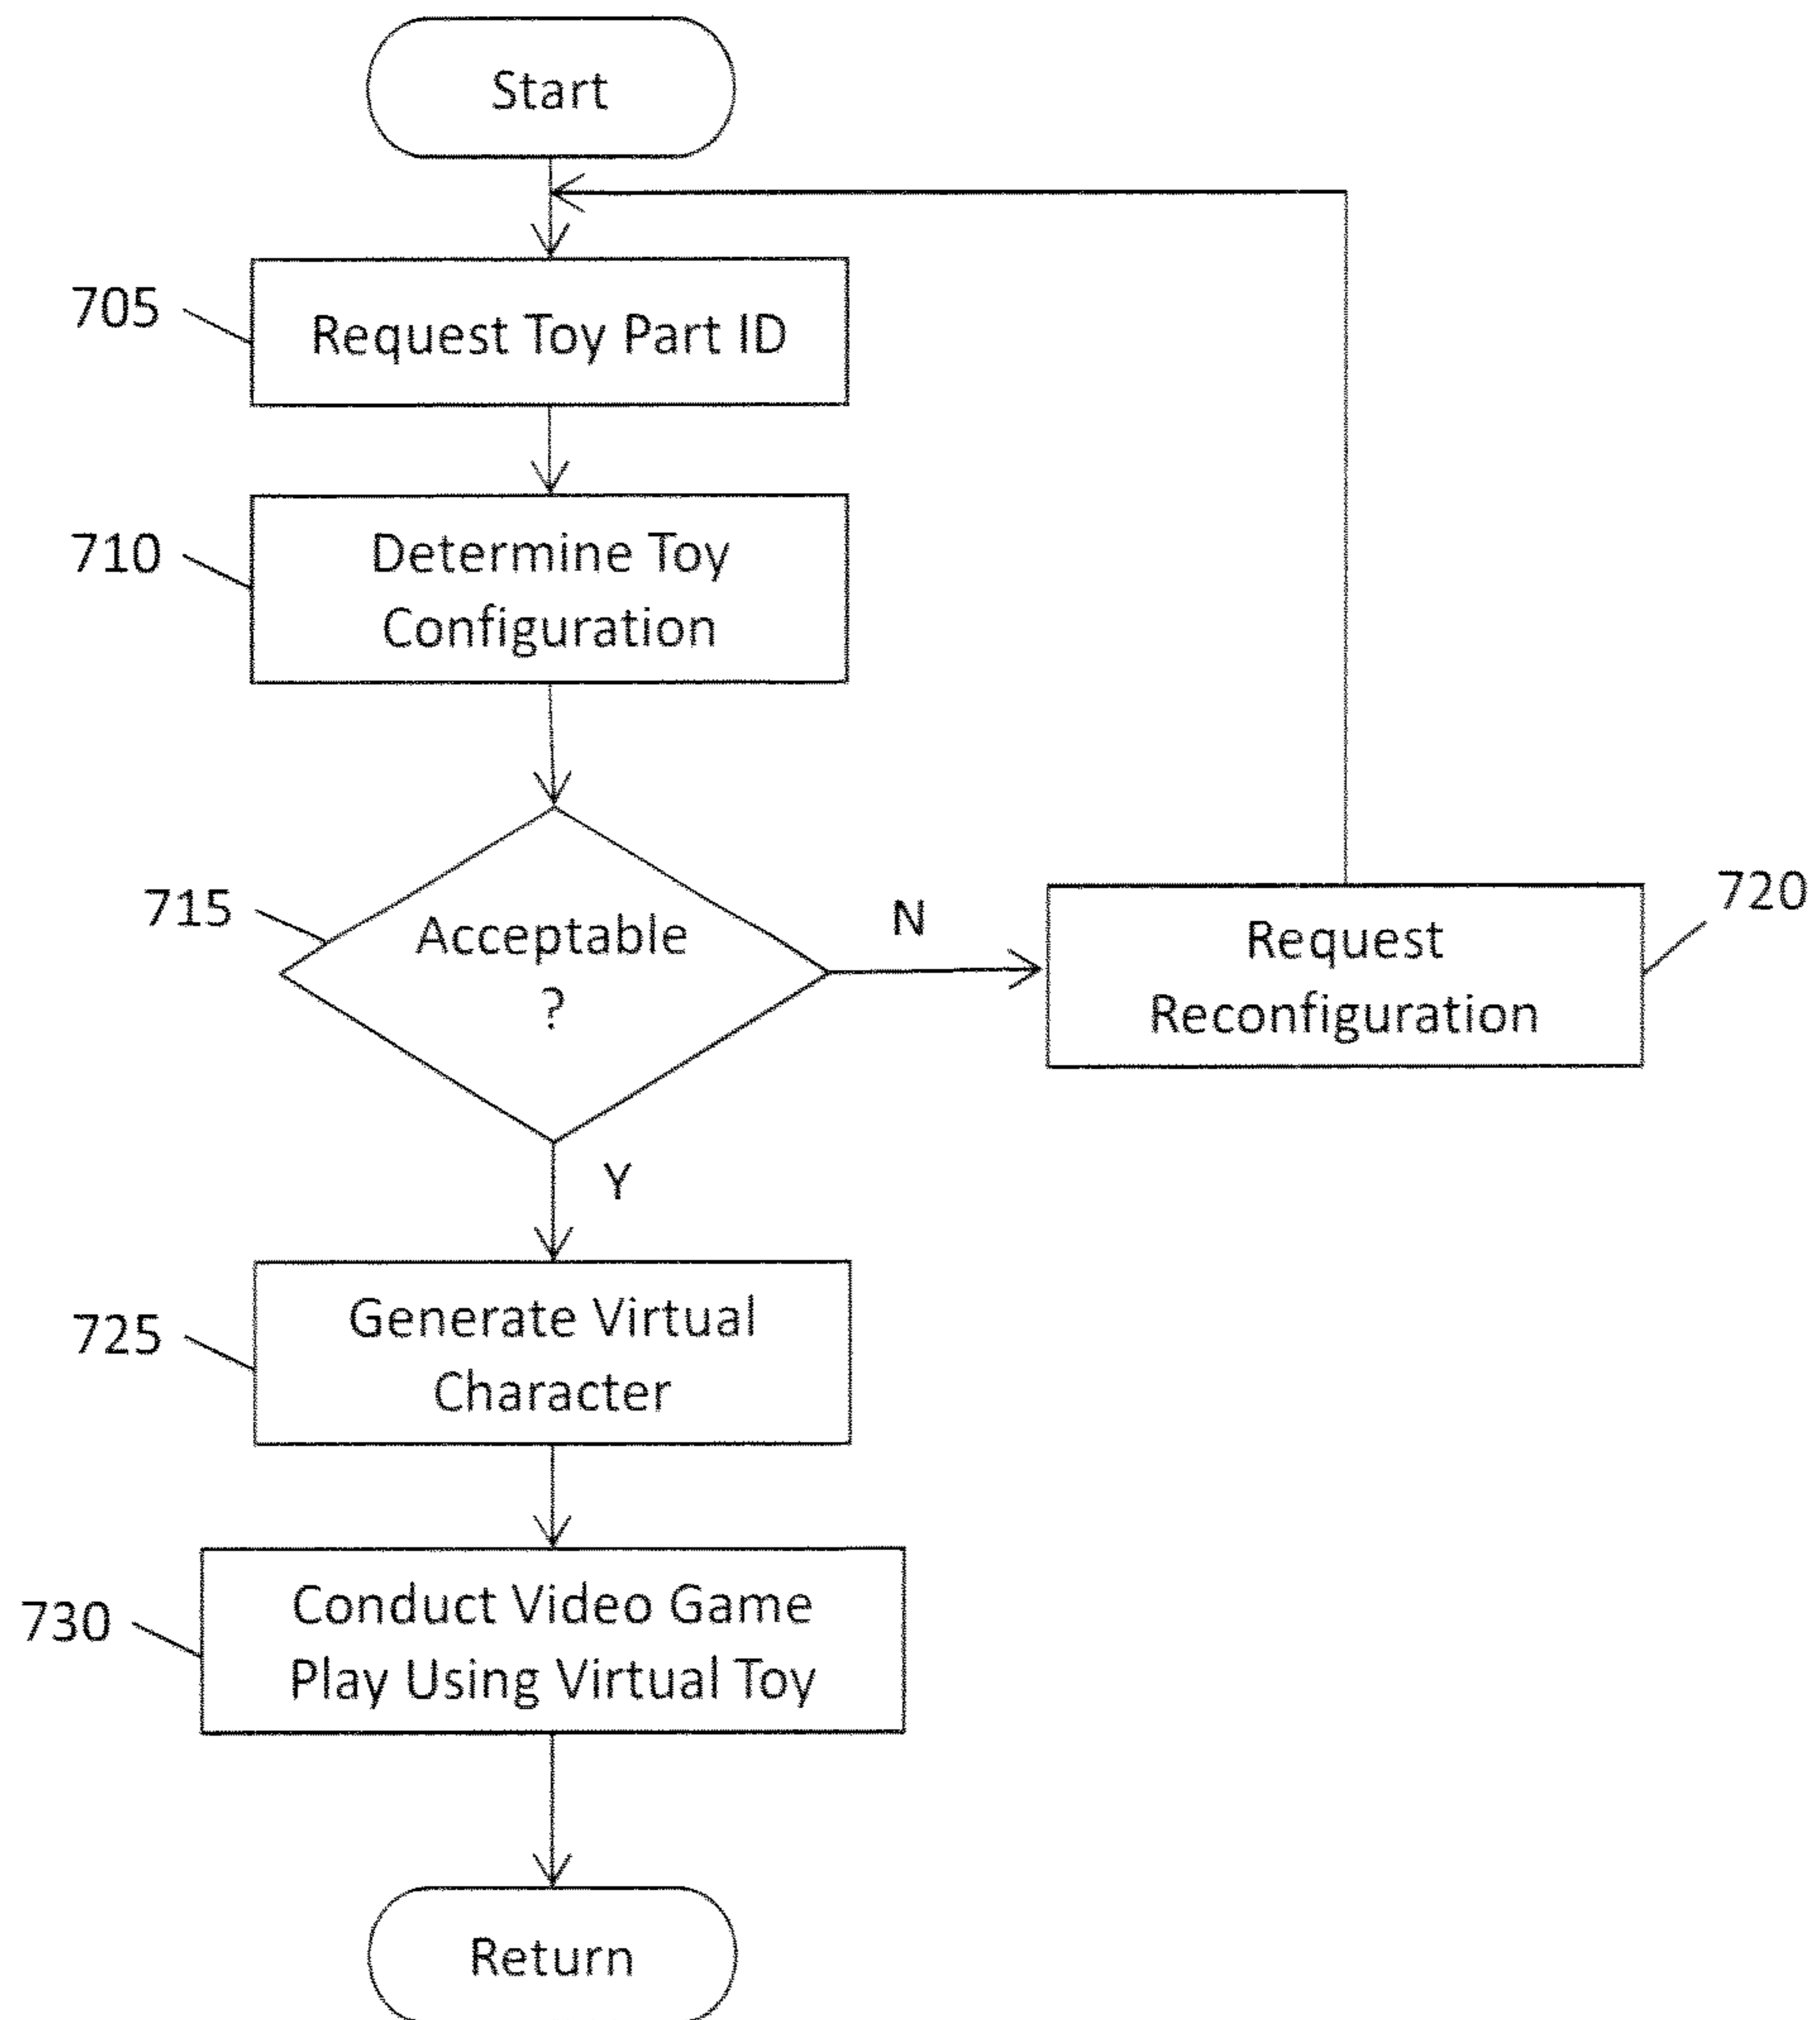 Start
705
Request Toy Part ID
710
Determine Toy
Configuration
715
Acceptable
?
N
720
Request
Reconfiguration
Y
725
Generate Virtual
Character
730
Conduct Video Game
Play Using Virtual Toy
Return